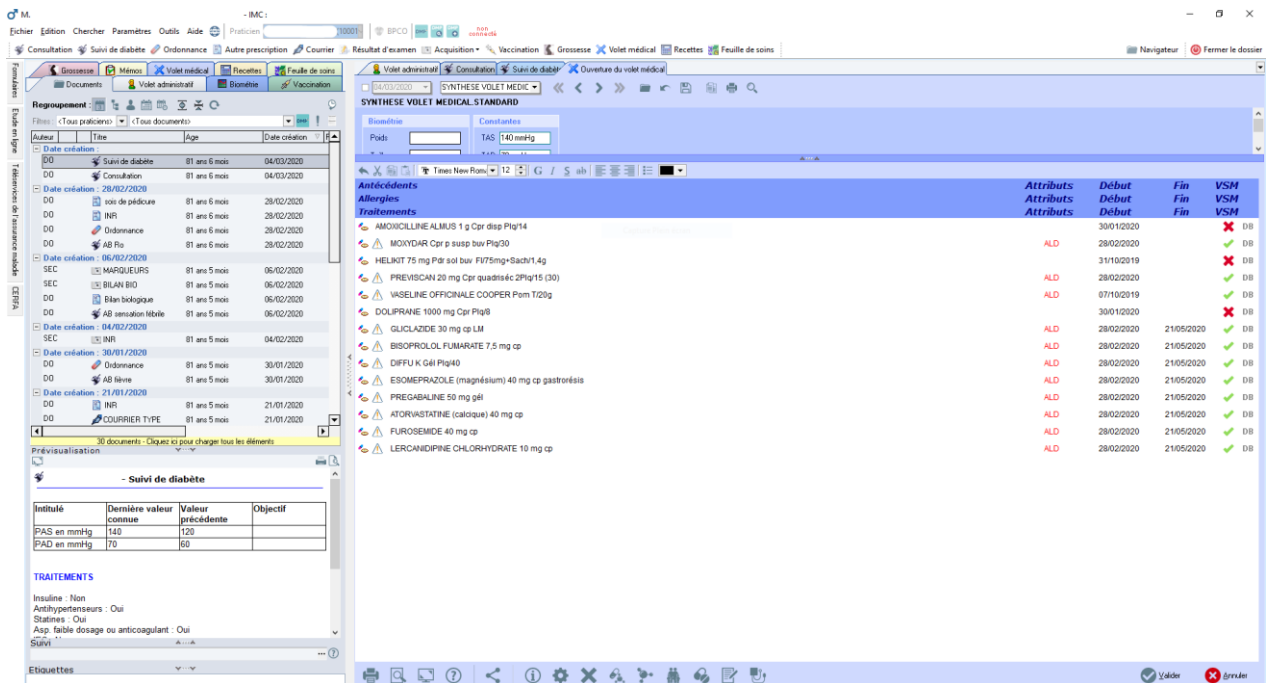 M. - IMC :
Fichier Edition Chercher Paramètres Outils Aide Praticien 10001- BPCO non connecté
Consultation Suivi de diabète Ordonnance Autre prescription Courrier Résultat d'examen Acquisition Vaccination Grossesse Volet médical Recettes Feuille de soins Navigateur Fermer le dossier
Formulaires
Etude en ligne
Téléservices de l'assurance maladie
CERFA
Grossesse Mémos Volet médical Recettes Feuille de soins
Documents Volet administratif Biométrie Vaccination
Regroupement :
Filtres : <Tous praticiens> <Tous documents>
Auteur Titre Age Date création
Date création :
DO Suivi de diabète 81 ans 6 mois 04/03/2020
DO Consultation 81 ans 6 mois 04/03/2020
Date création : 28/02/2020
DO sois de pédicure 81 ans 6 mois 28/02/2020
DO INR 81 ans 6 mois 28/02/2020
DO Ordonnance 81 ans 6 mois 28/02/2020
DO AB Rio 81 ans 6 mois 28/02/2020
Date création : 06/02/2020
SEC MARQUEURS 81 ans 5 mois 06/02/2020
SEC BILAN BIO 81 ans 5 mois 06/02/2020
DO Bilan biologique 81 ans 5 mois 06/02/2020
DO AB sensation fébrile 81 ans 5 mois 06/02/2020
Date création : 04/02/2020
SEC INR 81 ans 5 mois 04/02/2020
Date création : 30/01/2020
DO Ordonnance 81 ans 5 mois 30/01/2020
DO AB fièvre 81 ans 5 mois 30/01/2020
Date création : 21/01/2020
DO INR 81 ans 5 mois 21/01/2020
DO COURRIER TYPE 81 ans 5 mois 21/01/2020
30 documents - Cliquez ici pour charger tous les éléments
Prévisualisation
- Suivi de diabète
Intitulé Dernière valeur connue Valeur précédente Objectif
PAS en mmHg 140 120
PAD en mmHg 70 60
TRAITEMENTS
Insuline : Non
Antihypertenseurs : Oui
Statines : Oui
Asp. faible dosage ou anticoagulant : Oui
Suivi
Etiquettes
Volet administratif Consultation Suivi de diabèt Ouverture du volet médical
04/03/2020 SYNTHESE VOLET MEDIC
SYNTHESE VOLET MEDICAL.STANDARD
Biométrie Constantes
Poids TAS 140 mmHg
Times New Rom 12 G I S ab
Antécédents Attributs Début Fin VSM
Allergies Attributs Début Fin VSM
Traitements Attributs Début Fin VSM
AMOXICILLINE ALMUS 1 g Cpr disp Plq/14 30/01/2020 DB
MOXYDAR Cpr p susp buv Plq/30 ALD 28/02/2020 DB
HELIKIT 75 mg Pdr sol buv Fl/75mg+Sach/1,4g 31/10/2019 DB
PREVISCAN 20 mg Cpr quadriséc 2Plq/15 (30) ALD 28/02/2020 DB
VASELINE OFFICINALE COOPER Pom T/20g ALD 07/10/2019 DB
DOLIPRANE 1000 mg Cpr Plq/8 30/01/2020 DB
GLICLAZIDE 30 mg cp LM ALD 28/02/2020 21/05/2020 DB
BISOPROLOL FUMARATE 7,5 mg cp ALD 28/02/2020 21/05/2020 DB
DIFFU K Gél Plq/40 ALD 28/02/2020 21/05/2020 DB
ESOMEPRAZOLE (magnésium) 40 mg cp gastrorésis ALD 28/02/2020 21/05/2020 DB
PREGABALINE 50 mg gél ALD 28/02/2020 21/05/2020 DB
ATORVASTATINE (calcique) 40 mg cp ALD 28/02/2020 21/05/2020 DB
FUROSEMIDE 40 mg cp ALD 28/02/2020 21/05/2020 DB
LERCANIDIPINE CHLORHYDRATE 10 mg cp ALD 28/02/2020 21/05/2020 DB
Valider Annuler